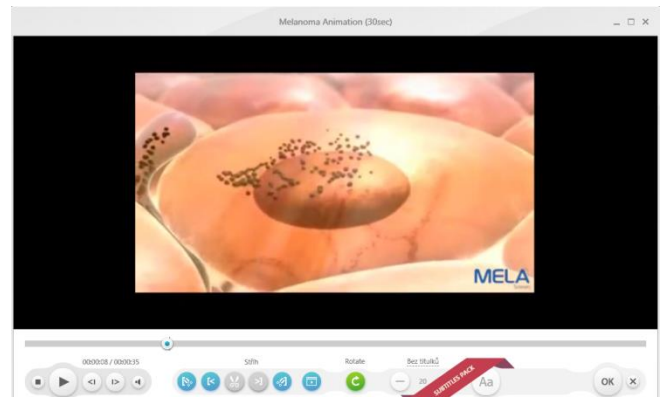 Melanoma Animation (30sec)
MELA
00:00:08 / 00:00:35
Střih
Rotate
Bez titulků
20
SUBTITLES PACK
Aa
OK